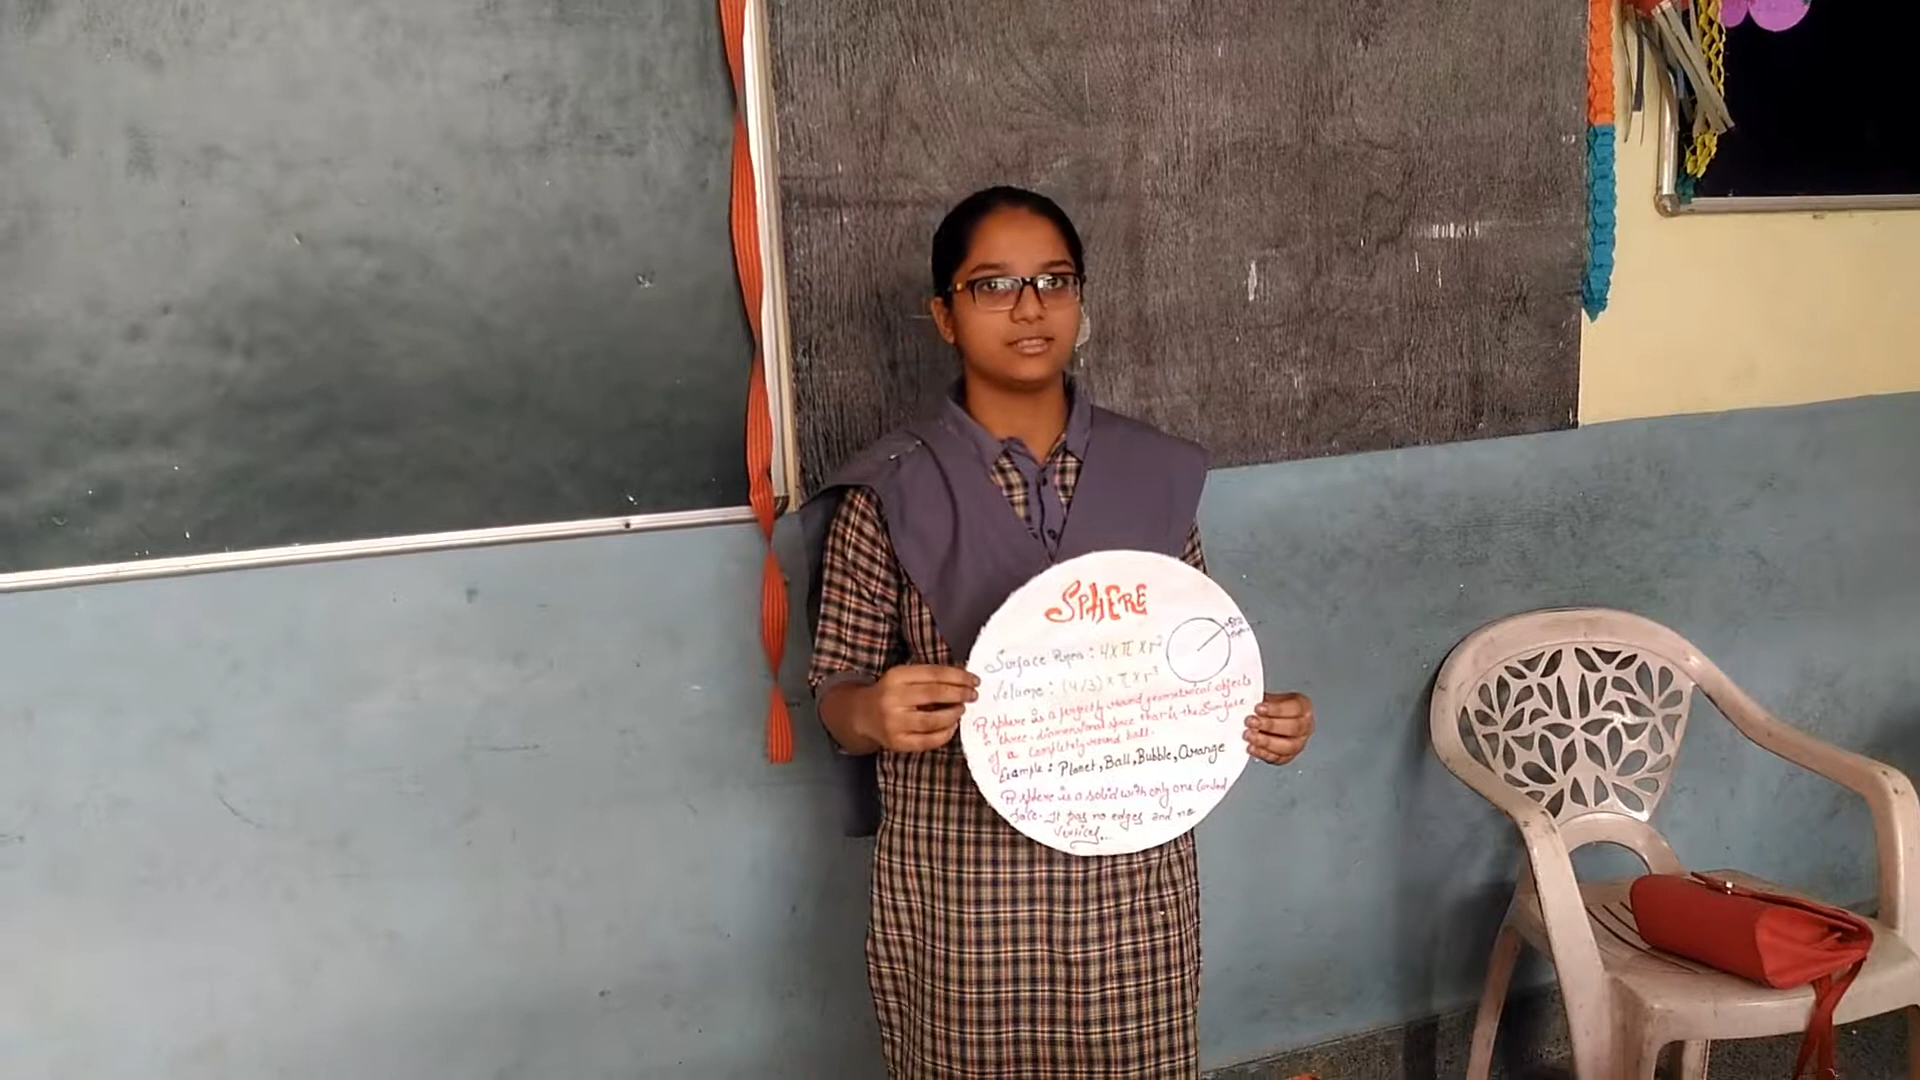 SPHERE
Surface Area : 4 × π × r²
Volume : (4/3) × π × r³
A sphere is a perfectly round geometrical objects
in three-diamensional space that is the Surface
of a completely round ball.
Example : Planet, Ball, Bubble, Orange
A sphere is a solid with only one
face. It has no edges and no
vertices...